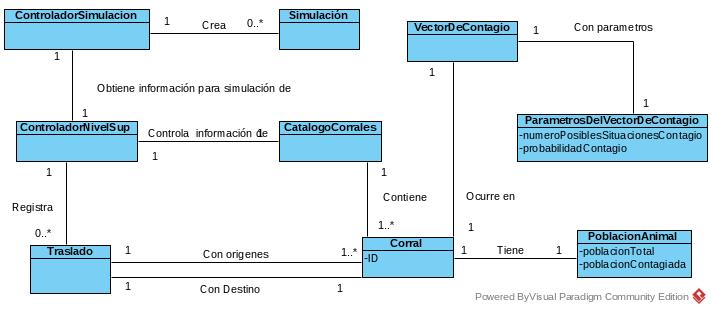 ControladorSimulacion
1
Crea
0..*
Simulación
VectorDeContagio
1
Con parametros
1
1
1
Obtiene información para simulación de
1
ParametrosDelVectorDeContagio
-numeroPosiblesSituacionesContagio
-probabilidadContagio
ControladorNivelSup
Controla información de
1
1
CatalogoCorrales
1
1
Registra
Contiene
Ocurre en
0..*
1..*
1
Traslado
1
Con origenes
1..*
Corral
-ID
1
Tiene
1
PoblacionAnimal
-poblacionTotal
-poblacionContagiada
1
Con Destino
1
Powered ByVisual Paradigm Community Edition